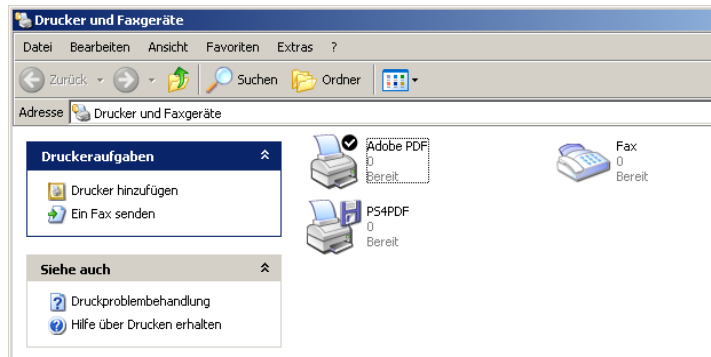 Drucker und Faxgeräte
Datei Bearbeiten Ansicht Favoriten Extras ?
Zurück Suchen Ordner
Adresse Drucker und Faxgeräte
Druckeraufgaben
Drucker hinzufügen
Ein Fax senden
Siehe auch
Druckproblembehandlung
Hilfe über Drucken erhalten
Adobe PDF
0
Bereit
Fax
0
Bereit
PS4PDF
0
Bereit